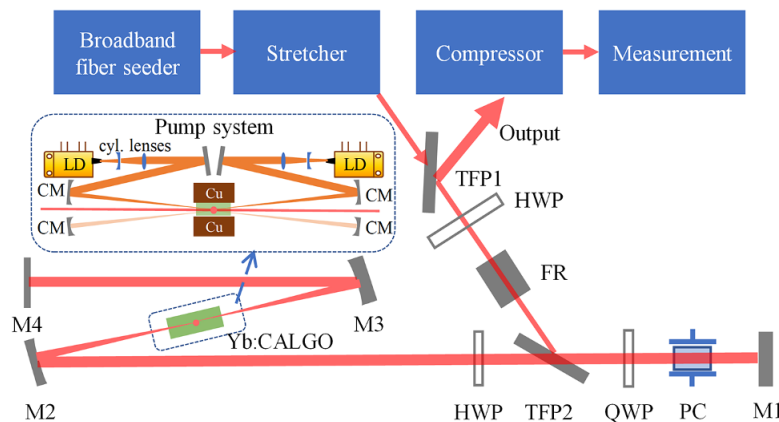 Broadband
fiber seeder
Stretcher
Compressor
Measurement
Pump system
cyl. lenses
LD
LD
CM
CM
Cu
Cu
CM
CM
Output
TFP1
HWP
FR
M4
M3
Yb:CALGO
M2
HWP
TFP2
QWP
PC
M1